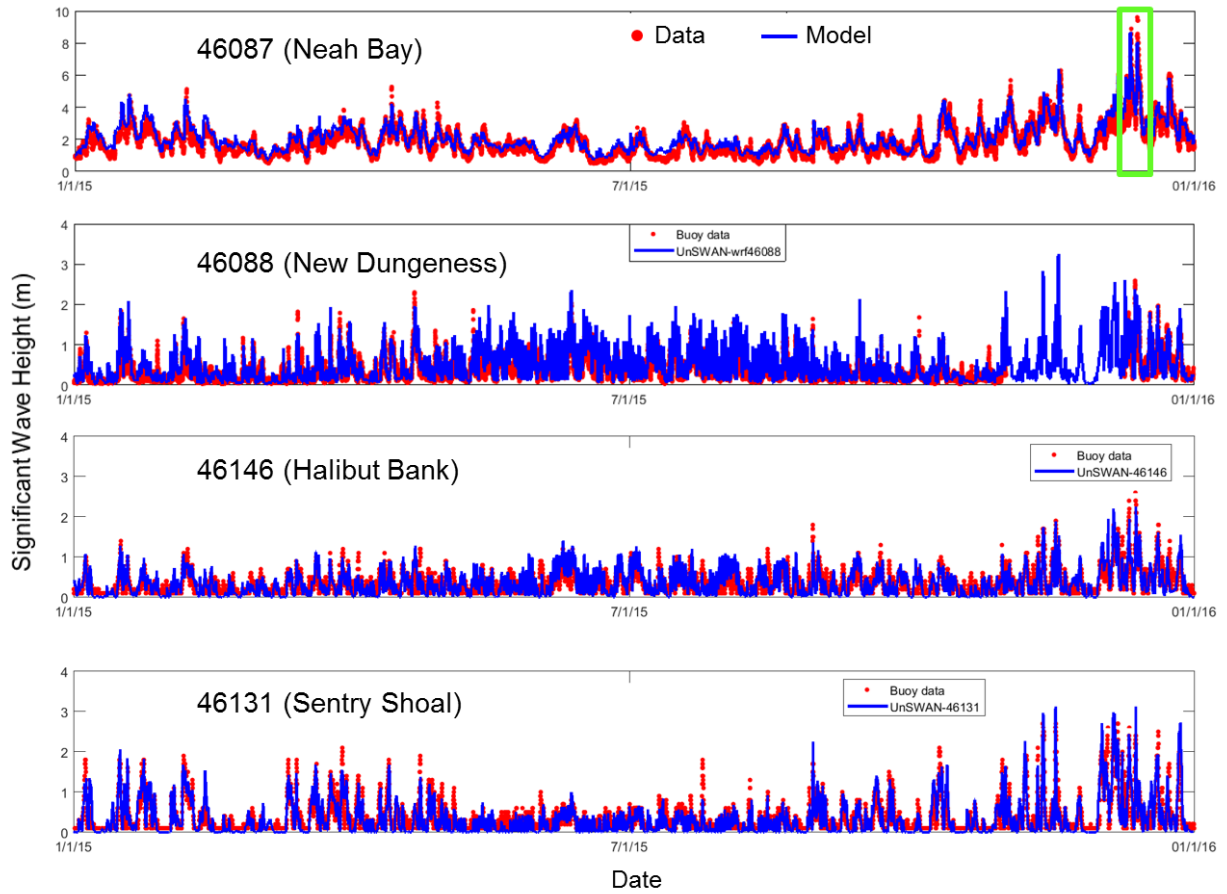 10
8
6
4
2
0
46087 (Neah Bay)
Data
Model
1/1/15
7/1/15
01/1/16
4
3
2
1
0
46088 (New Dungeness)
Buoy data
UnSWAN-wrf46088
1/1/15
7/1/15
01/1/16
Significant Wave Height (m)
4
3
2
1
0
46146 (Halibut Bank)
Buoy data
UnSWAN-46146
1/1/15
7/1/15
01/1/16
4
3
2
1
0
46131 (Sentry Shoal)
Buoy data
UnSWAN-46131
1/1/15
7/1/15
01/1/16
Date